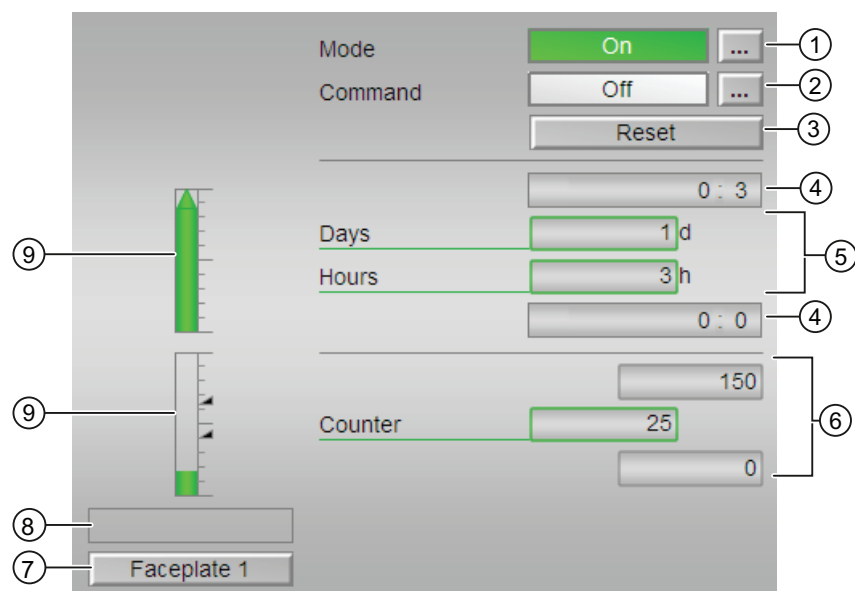 Mode On ... 1
Command Off ... 2
Reset 3
0 : 3 4
Days 1 d
9 5
Hours 3 h
0 : 0 4
150
9 Counter 25 6
0
8
7 Faceplate 1